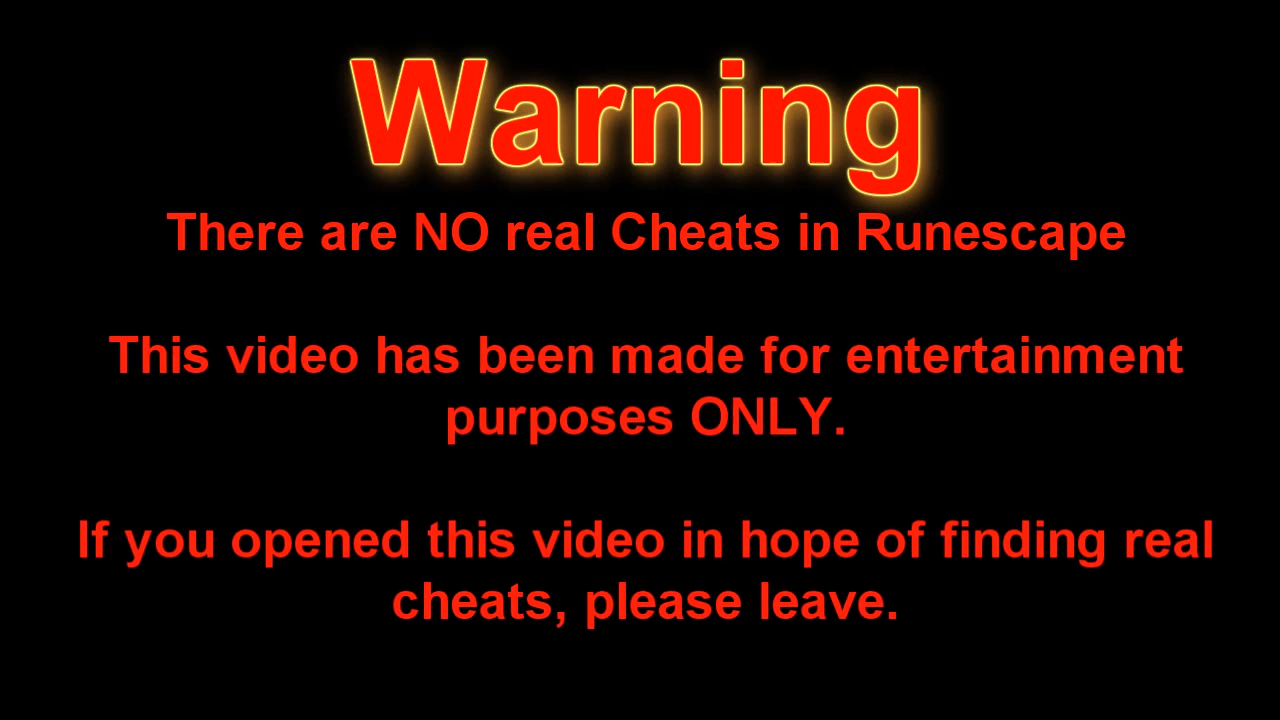 Warning
There are NO real Cheats in Runescape
This video has been made for entertainment
purposes ONLY.
If you opened this video in hope of finding real
cheats, please leave.